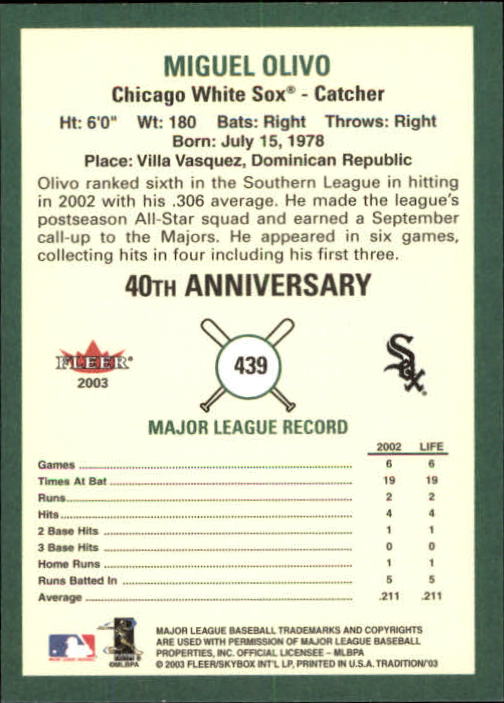 MIGUEL OLIVO
Chicago White Sox® - Catcher
Ht: 6'0" Wt: 180 Bats: Right Throws: Right
Born: July 15, 1978
Place: Villa Vasquez, Dominican Republic
Olivo ranked sixth in the Southern League in hitting
in 2002 with his .306 average. He made the league's
postseason All-Star squad and earned a September
call-up to the Majors. He appeared in six games,
collecting hits in four including his first three.
40TH ANNIVERSARY
FLEER®
2003
439
Sox
MAJOR LEAGUE RECORD
2002 LIFE
Games 6 6
Times At Bat 19 19
Runs 2 2
Hits 4 4
2 Base Hits 1 1
3 Base Hits 0 0
Home Runs 1 1
Runs Batted In 5 5
Average .211 .211
©MLBPA
MAJOR LEAGUE BASEBALL TRADEMARKS AND COPYRIGHTS
ARE USED WITH PERMISSION OF MAJOR LEAGUE BASEBALL
PROPERTIES, INC. OFFICIAL LICENSEE - MLBPA
© 2003 FLEER/SKYBOX INT'L LP, PRINTED IN U.S.A. TRADITION'03